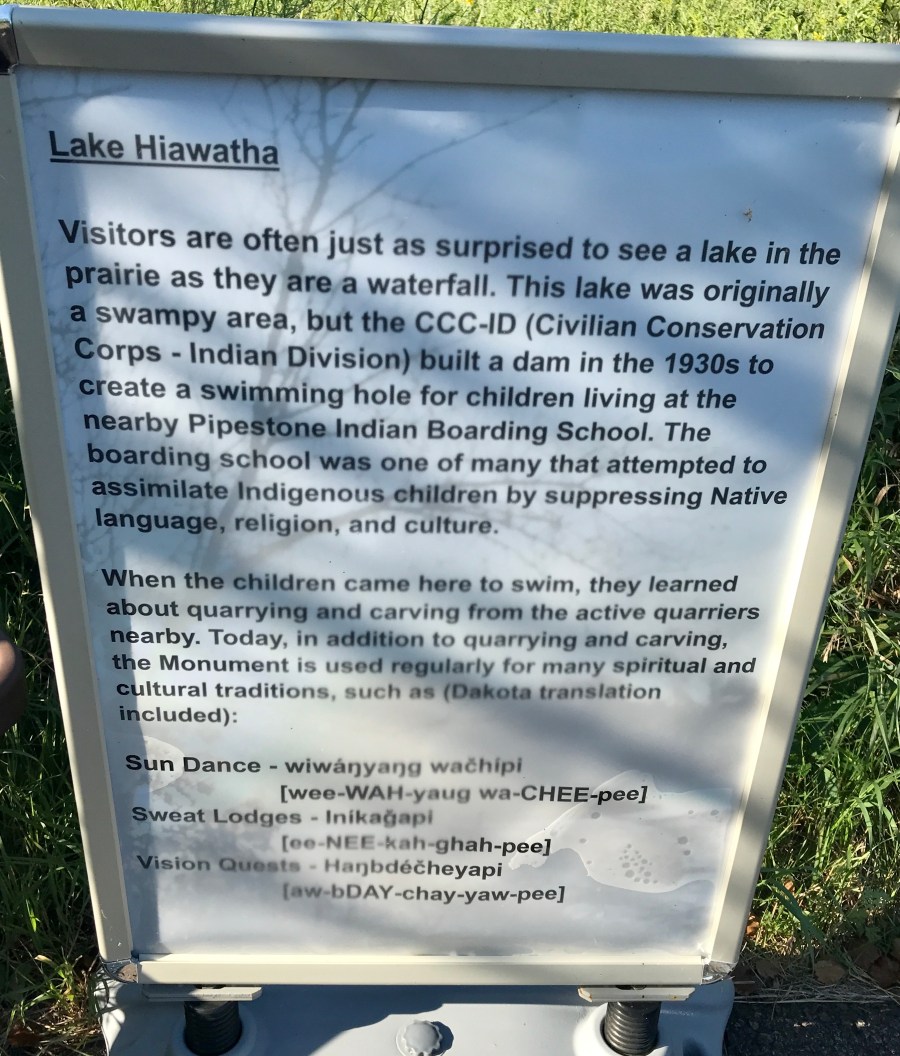 Lake Hiawatha
Visitors are often just as surprised to see a lake in the
prairie as they are a waterfall. This lake was originally
a swampy area, but the CCC-ID (Civilian Conservation
Corps - Indian Division) built a dam in the 1930s to
create a swimming hole for children living at the
nearby Pipestone Indian Boarding School. The
boarding school was one of many that attempted to
assimilate Indigenous children by suppressing Native
language, religion, and culture.
When the children came here to swim, they learned
about quarrying and carving from the active quarriers
nearby. Today, in addition to quarrying and carving,
the Monument is used regularly for many spiritual and
cultural traditions, such as (Dakota translation
included):
Sun Dance - wiwáŋyaŋg wačhípi
[wee-WAH-yaug wa-CHEE-pee]
Sweat Lodges - Iníkağapi
[ee-NEE-kah-ghah-pee]
Vision Quests - Haŋbdéčheyapi
[aw-bDAY-chay-yaw-pee]